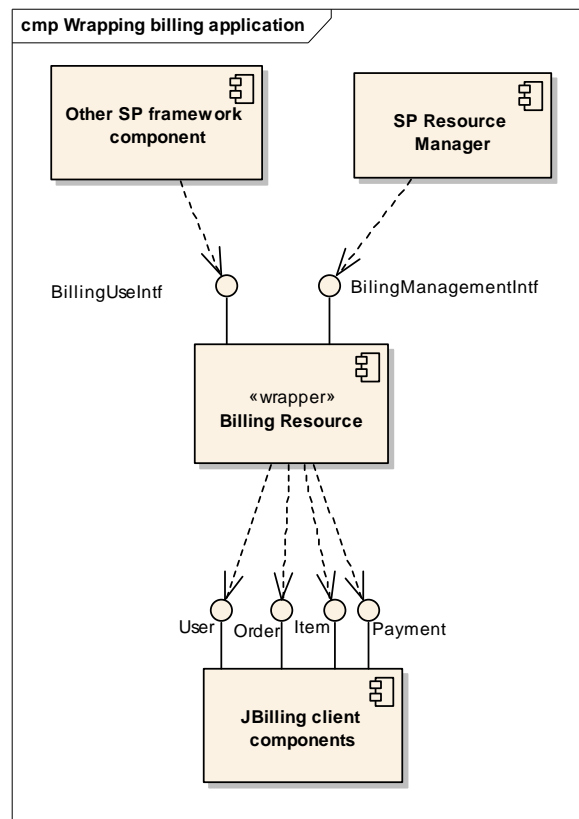 cmp Wrapping billing application
Other SP framework
component
SP Resource
Manager
BillingUseIntf
BilingManagementIntf
«wrapper»
Billing Resource
User
Order
Item
Payment
JBilling client
components